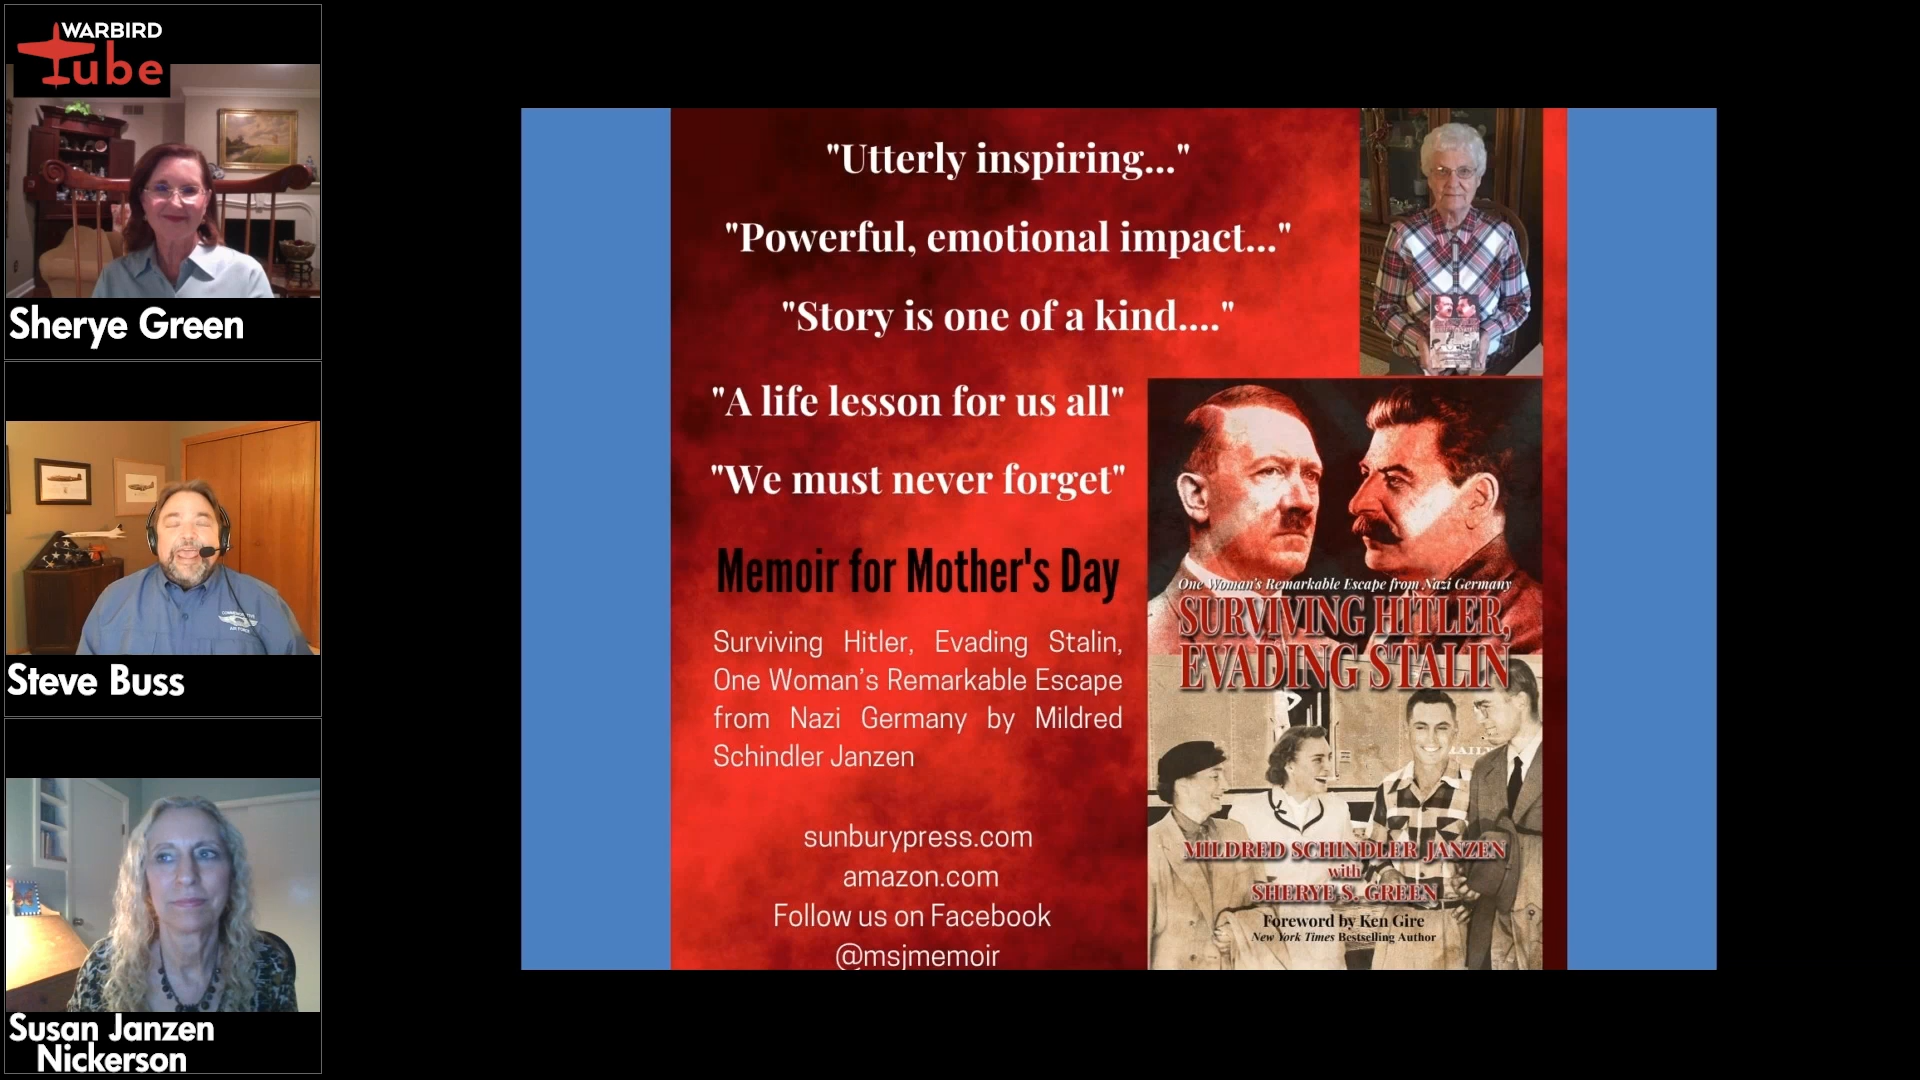 WARBIRD
Tube
Sherye Green
Steve Buss
Susan Janzen
Nickerson
"Utterly inspiring..."
"Powerful, emotional impact..."
"Story is one of a kind...."
"A life lesson for us all"
"We must never forget"
Memoir for Mother's Day
Surviving Hitler, Evading Stalin,
One Woman's Remarkable Escape
from Nazi Germany by Mildred
Schindler Janzen
sunburypress.com
amazon.com
Follow us on Facebook
@msjmemoir
One Woman's Remarkable Escape from Nazi Germany
SURVIVING HITLER,
EVADING STALIN
MILDRED SCHINDLER JANZEN
with
SHERYE S. GREEN
Foreword by Ken Gire
New York Times Bestselling Author